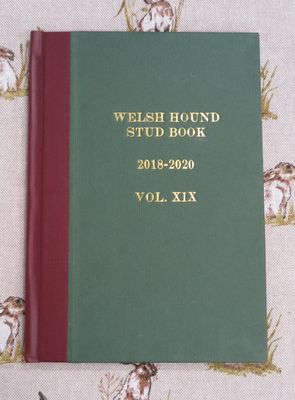 WELSH HOUND
STUD BOOK
2018-2020
VOL. XIX